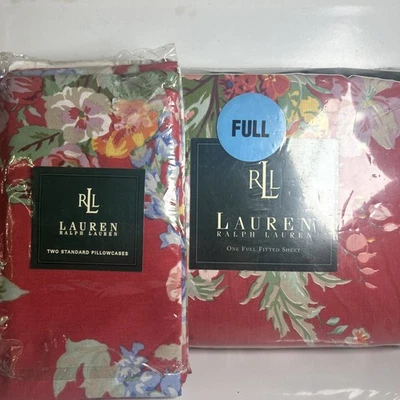 RLL
LAUREN
RALPH LAUREN
TWO STANDARD PILLOWCASES
FULL
RLL
LAUREN
RALPH LAUREN
ONE FULL FITTED SHEET